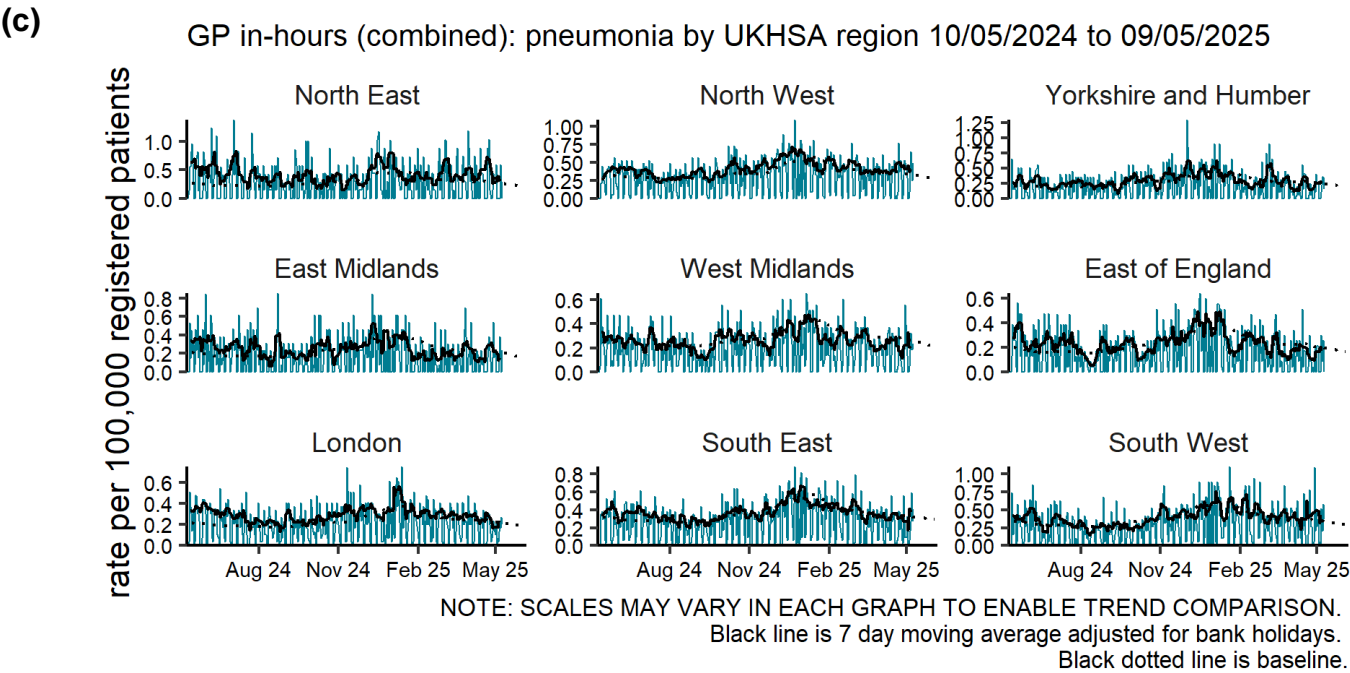 (c)
GP in-hours (combined): pneumonia by UKHSA region 10/05/2024 to 09/05/2025
rate per 100,000 registered patients
North East
1.0
0.5
0.0
North West
1.00
0.75
0.50
0.25
0.00
Yorkshire and Humber
1.25
1.00
0.75
0.50
0.25
0.00
East Midlands
0.8
0.6
0.4
0.2
0.0
West Midlands
0.6
0.4
0.2
0.0
East of England
0.6
0.4
0.2
0.0
London
0.6
0.4
0.2
0.0
Aug 24 Nov 24 Feb 25 May 25
South East
0.8
0.6
0.4
0.2
0.0
Aug 24 Nov 24 Feb 25 May 25
South West
1.00
0.75
0.50
0.25
0.00
Aug 24 Nov 24 Feb 25 May 25
NOTE: SCALES MAY VARY IN EACH GRAPH TO ENABLE TREND COMPARISON.
Black line is 7 day moving average adjusted for bank holidays.
Black dotted line is baseline.